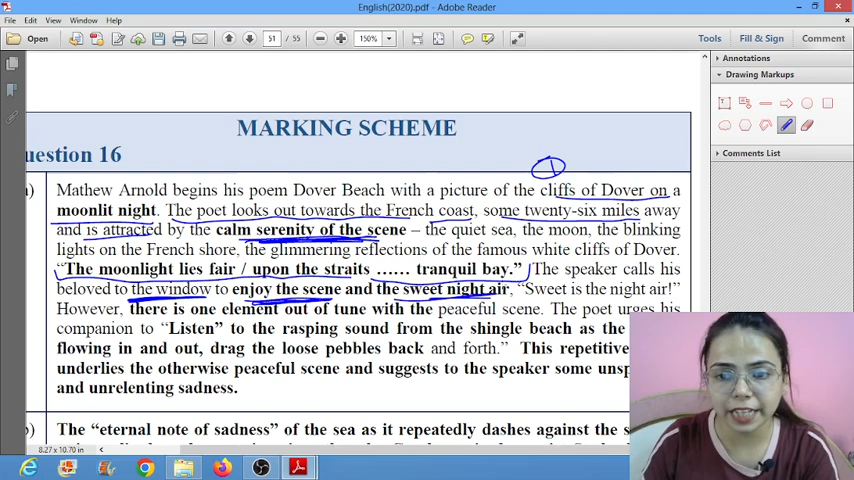 English(2020).pdf - Adobe Reader
File Edit View Window Help
Open 51 / 55 150% Tools Fill & Sign Comment
Annotations
Drawing Markups
Comments List
MARKING SCHEME
uestion 16
1
) Mathew Arnold begins his poem Dover Beach with a picture of the cliffs of Dover on a
moonlit night. The poet looks out towards the French coast, some twenty-six miles away
and is attracted by the calm serenity of the scene – the quiet sea, the moon, the blinking
lights on the French shore, the glimmering reflections of the famous white cliffs of Dover.
“The moonlight lies fair / upon the straits …… tranquil bay.” The speaker calls his
beloved to the window to enjoy the scene and the sweet night air, “Sweet is the night air!”
However, there is one element out of tune with the peaceful scene. The poet urges his
companion to “Listen” to the rasping sound from the shingle beach as the
flowing in and out, drag the loose pebbles back and forth.” This repetitive
underlies the otherwise peaceful scene and suggests to the speaker some
and unrelenting sadness.
) The “eternal note of sadness” of the sea as it repeatedly dashes against the
8.27 x 10.70 in